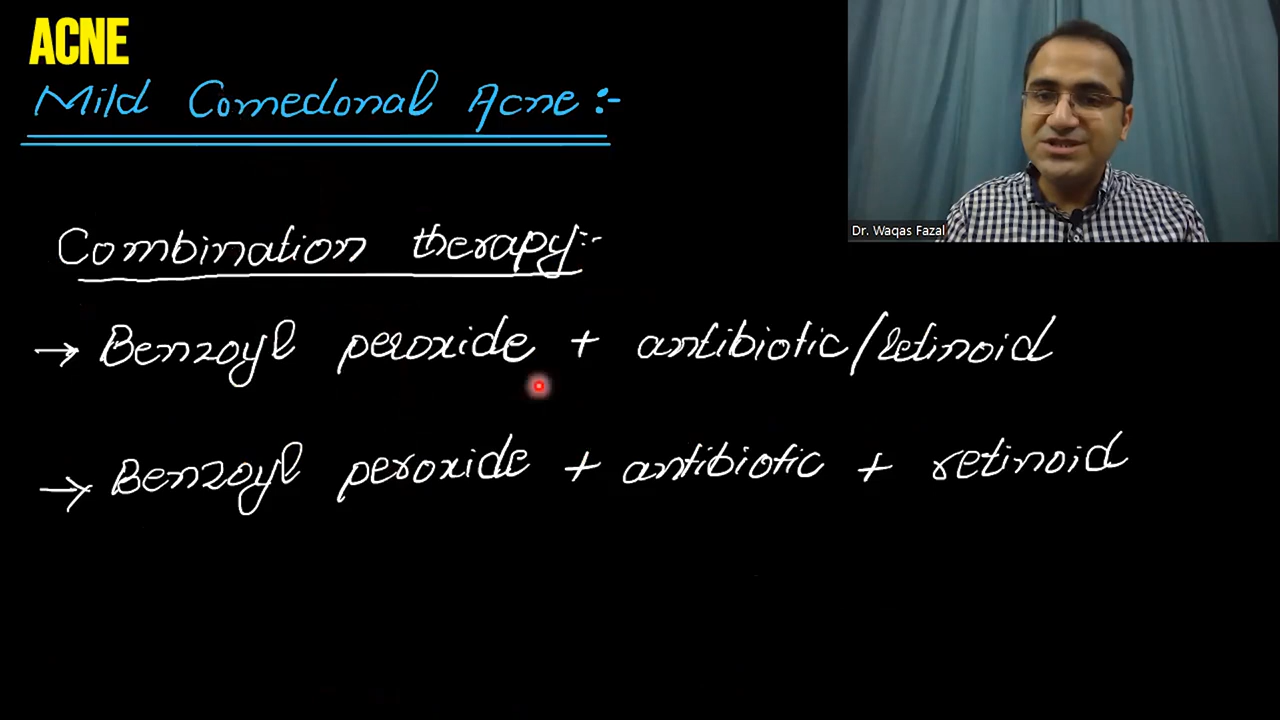 ACNE
Mild Comedonal Acne :-
Dr. Waqas Fazal
Combination therapy:-
→ Benzoyl peroxide + antibiotic/retinoid
→ Benzoyl peroxide + antibiotic + retinoid